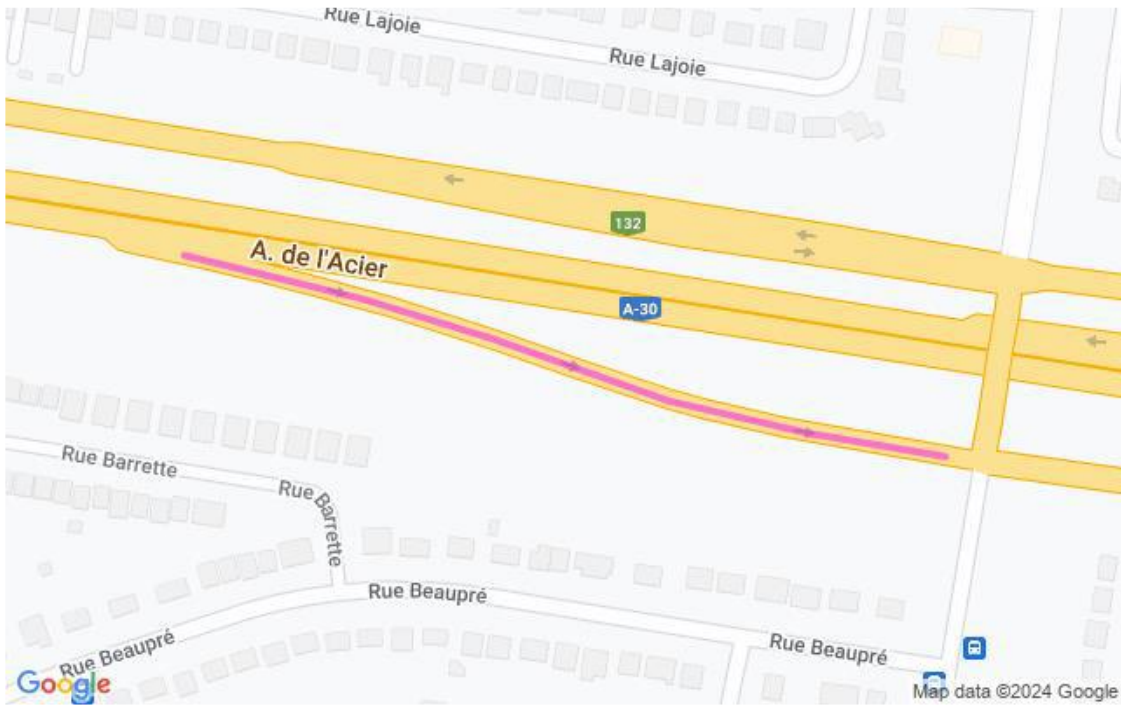 Rue Lajoie
Rue Lajoie
132
A. de l'Acier
A-30
Rue Barrette
Rue Barrette
Rue Beaupré
Rue Beaupré
Rue Beaupré
Google
Map data ©2024 Google